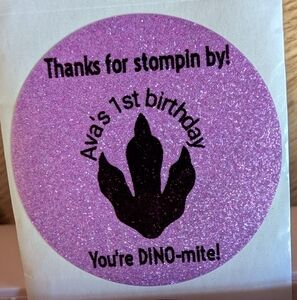 Thanks for stompin by!
Ava's 1st birthday
You're DINO-mite!